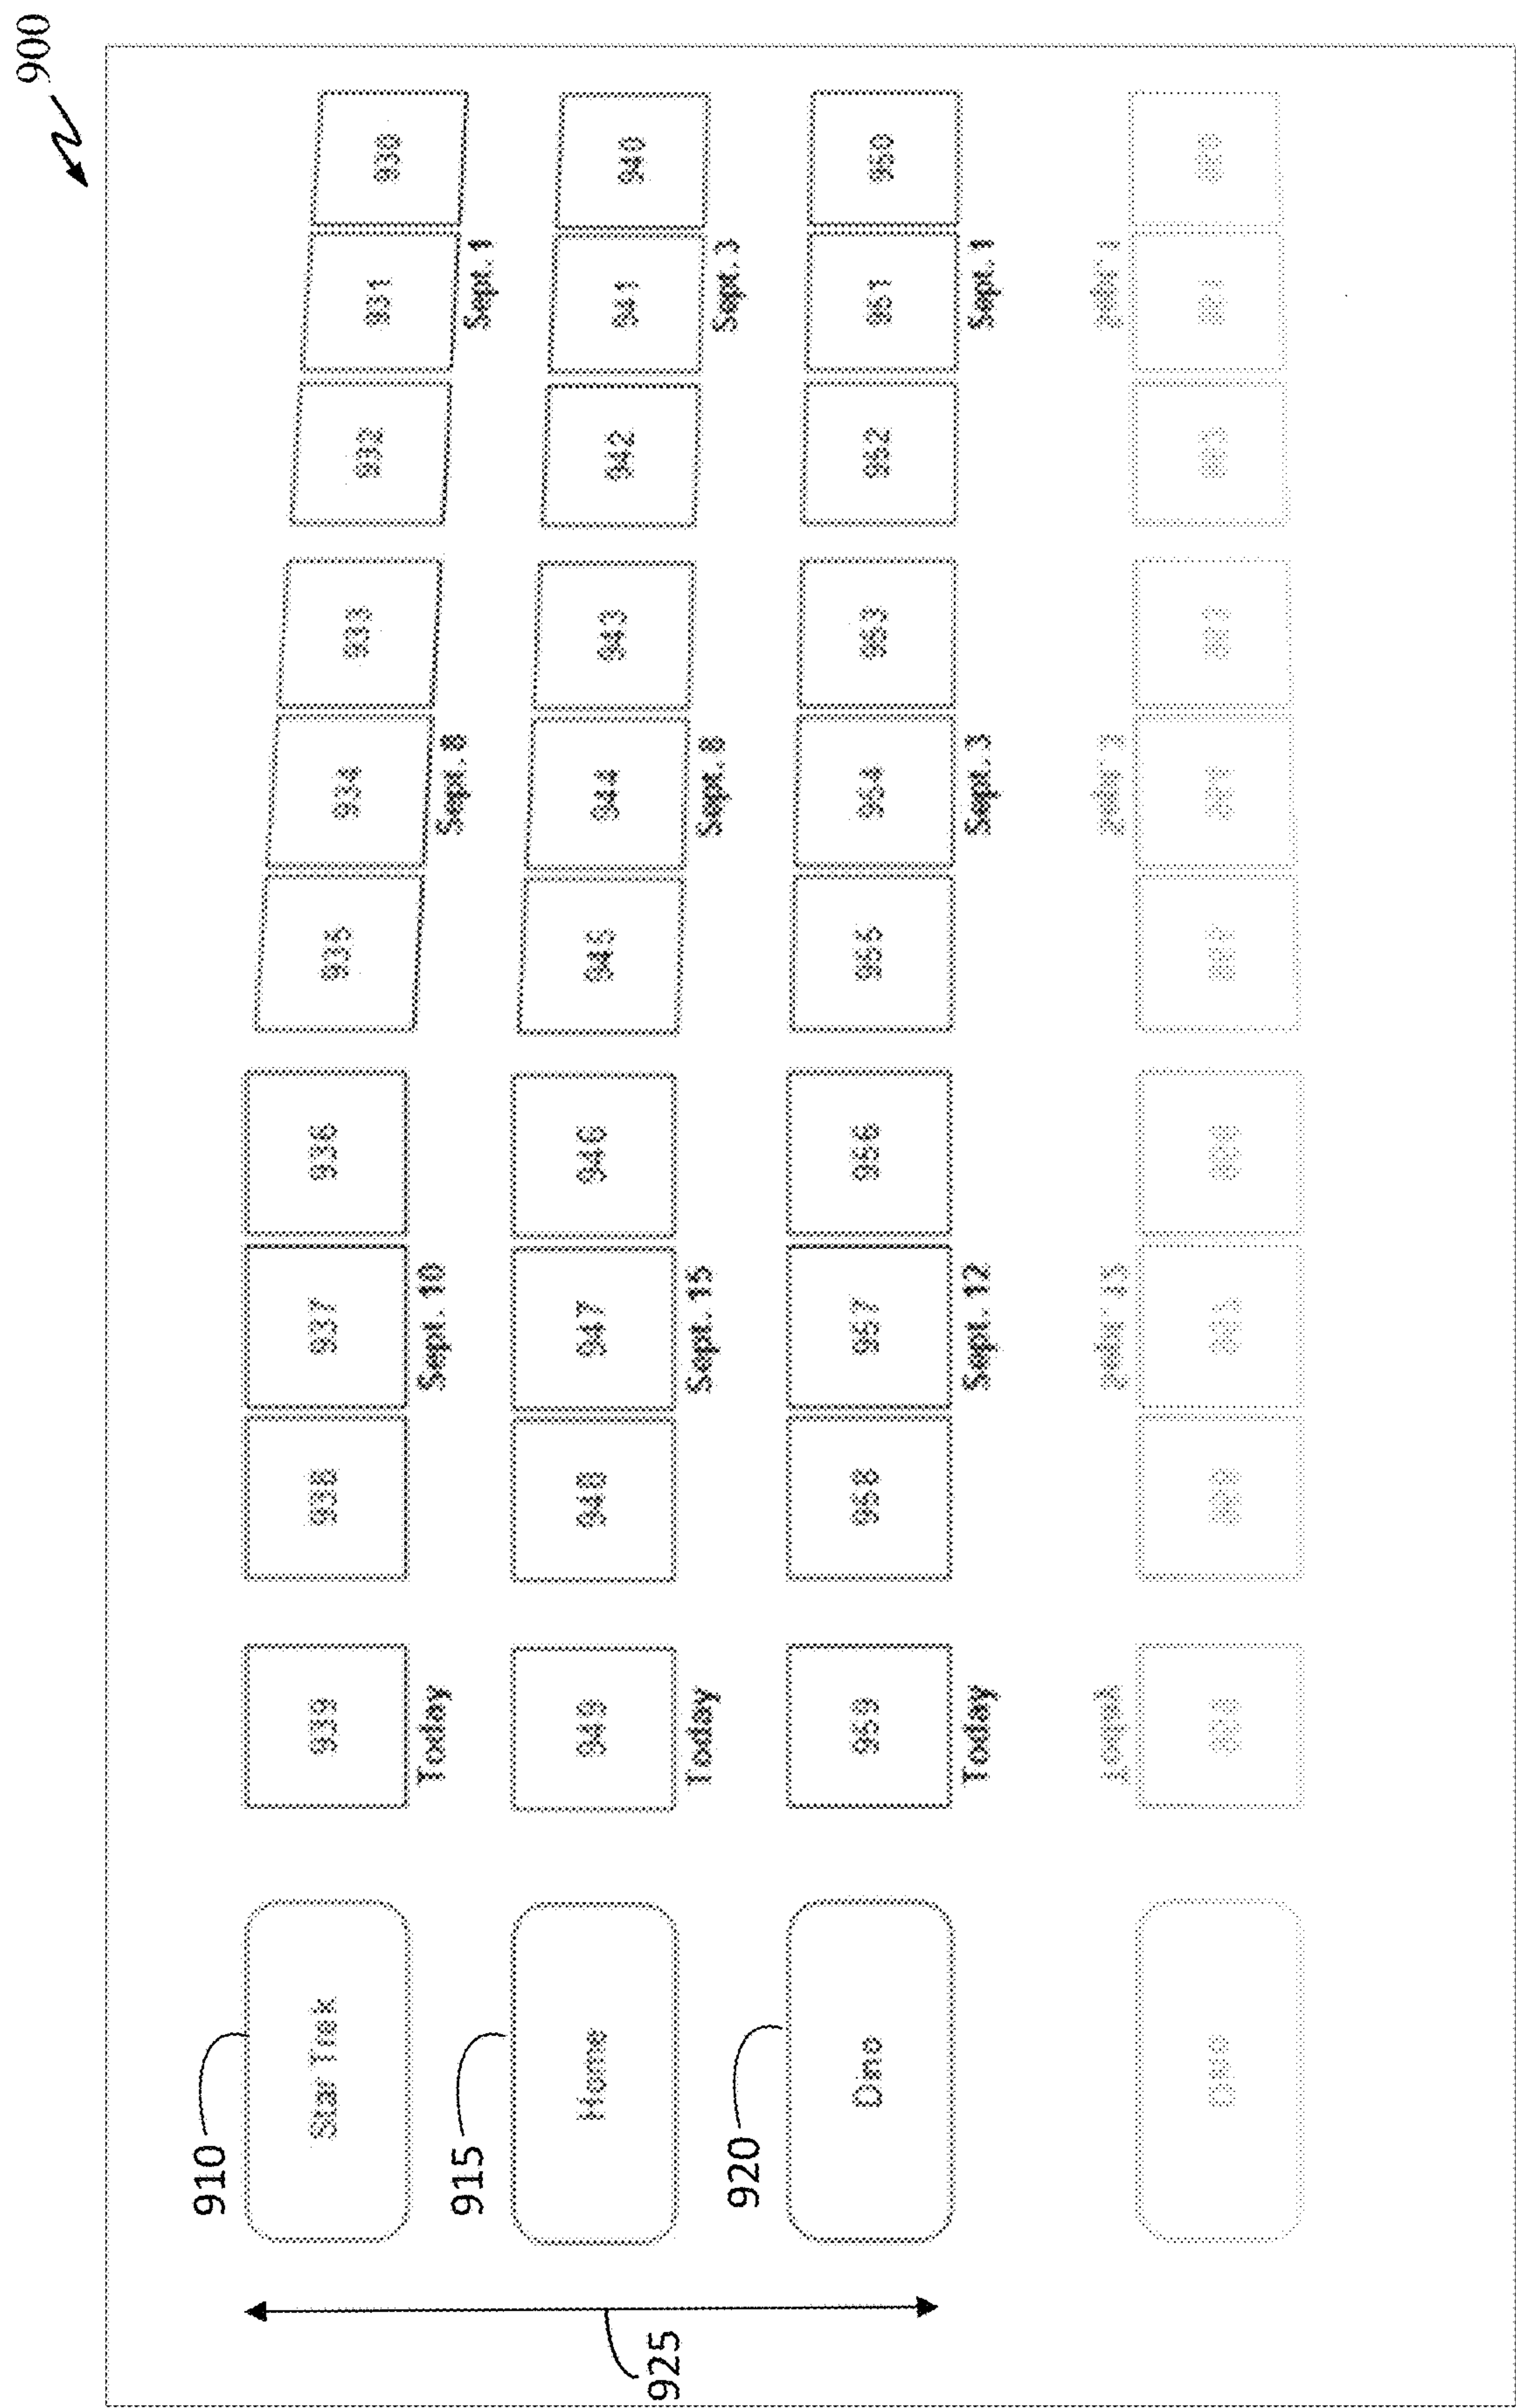 900
910
Star Trek
939
938
937
936
935
934
933
932
931
930
Today
Sept. 10
Sept. 8
Sept. 1
915
Home
949
948
947
946
945
944
943
942
941
940
Today
Sept. 15
Sept. 8
Sept. 3
920
Dino
959
958
957
956
955
954
953
952
951
950
Today
Sept. 12
Sept. 3
Sept. 1
925